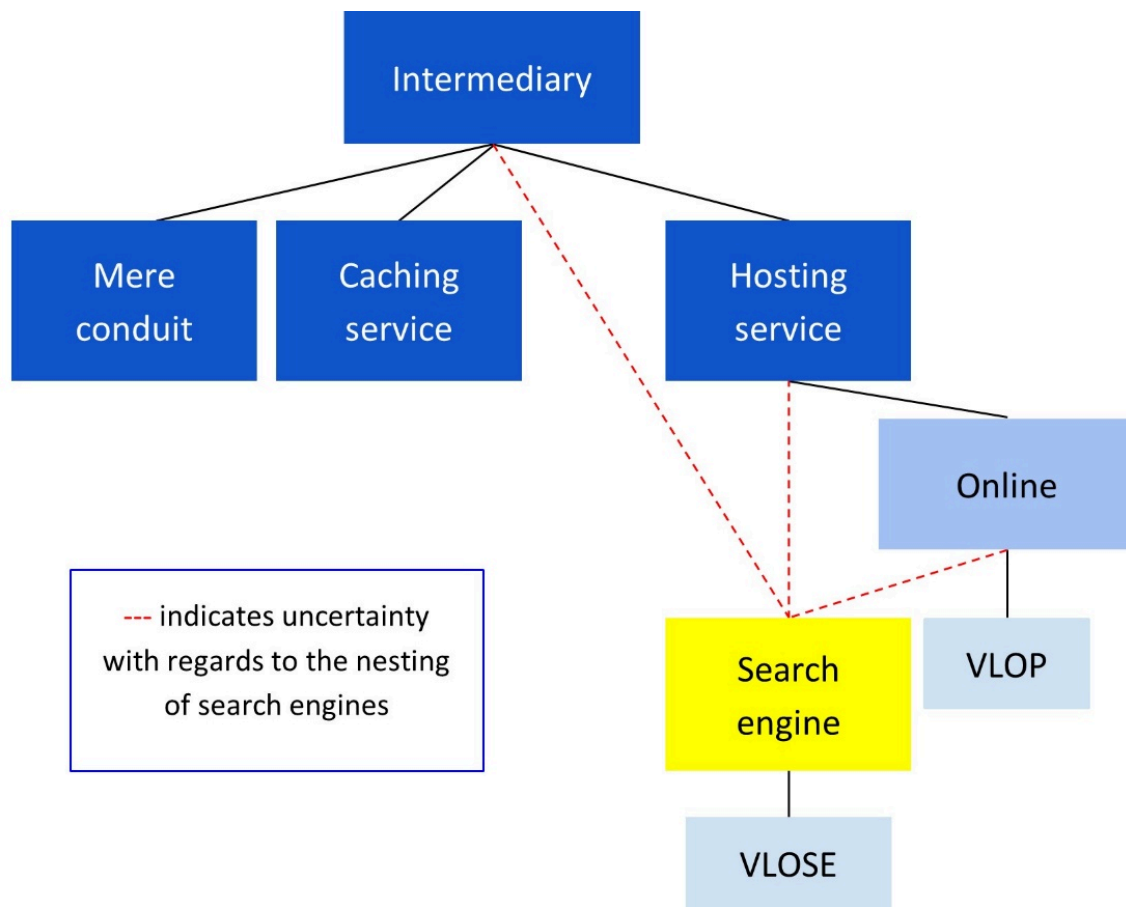 Intermediary
Mere
conduit
Caching
service
Hosting
service
Online
--- indicates uncertainty
with regards to the nesting
of search engines
Search
engine
VLOP
VLOSE